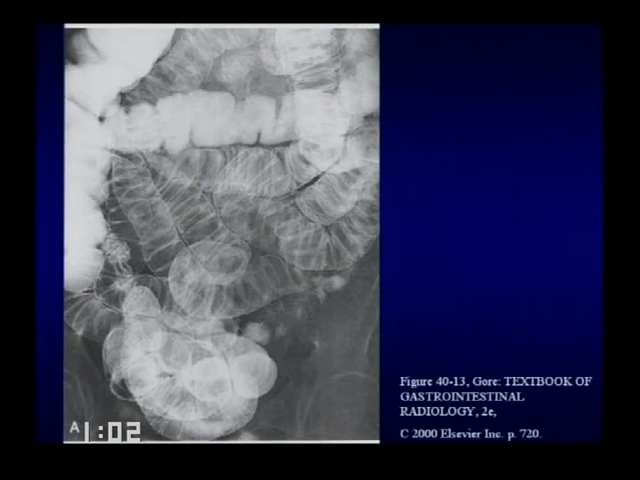 Figure 40-13, Gore: TEXTBOOK OF
GASTROINTESTINAL
RADIOLOGY, 2e,
© 2000 Elsevier Inc. p. 720.
A
1:02